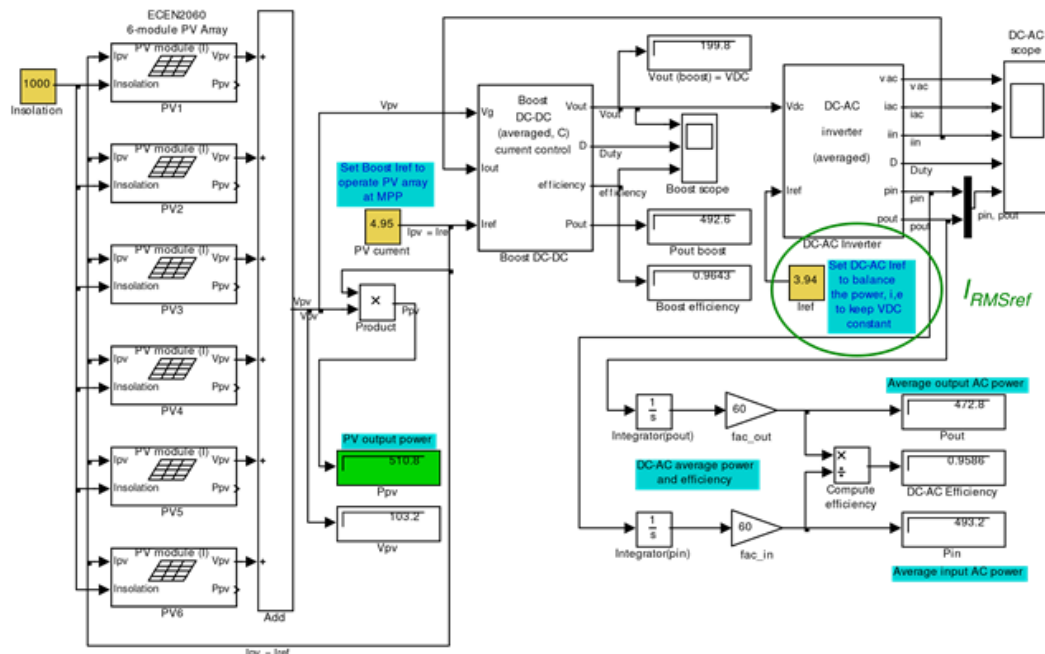 ECEN2060
6-module PV Array
1000
Insolation
Ipv
PV module (I)
Vpv
Insolation
Ppv
PV1
Ipv
PV module (I)
Vpv
Insolation
Ppv
PV2
Ipv
PV module (I)
Vpv
Insolation
Ppv
PV3
Ipv
PV module (I)
Vpv
Insolation
Ppv
PV4
Ipv
PV module (I)
Vpv
Insolation
Ppv
PV5
Ipv
PV module (I)
Vpv
Insolation
Ppv
PV6
+
+
+
+
+
+
Add
Ipv = Iref
Vpv
Vpv
Vpv
Set Boost Iref to
operate PV array
at MPP
4.95
PV current
Ipv = Iref
×
Product
Ppv
PV output power
510.8
Ppv
103.2
Vpv
Vg
Iout
Iref
Boost
DC-DC
(averaged, C)
current control
Vout
D
efficiency
Pout
Boost DC-DC
Vout
Duty
efficiency
199.8
Vout (boost) = VDC
Boost scope
492.6
Pout boost
0.9643
Boost efficiency
Vdc
Iref
DC-AC
inverter
(averaged)
vac
iac
iin
D
pin
pout
DC-AC Inverter
vac
iac
iin
Duty
pin
pout
pin, pout
DC-AC
scope
3.94
Iref
Set DC-AC Iref
to balance
the power, i,e
to keep VDC
constant
IRMSref
1
s
Integrator(pout)
60
fac_out
Average output AC power
472.8
Pout
DC-AC average power
and efficiency
×
÷
Compute
efficiency
0.9586
DC-AC Efficiency
1
s
Integrator(pin)
60
fac_in
493.2
Pin
Average input AC power